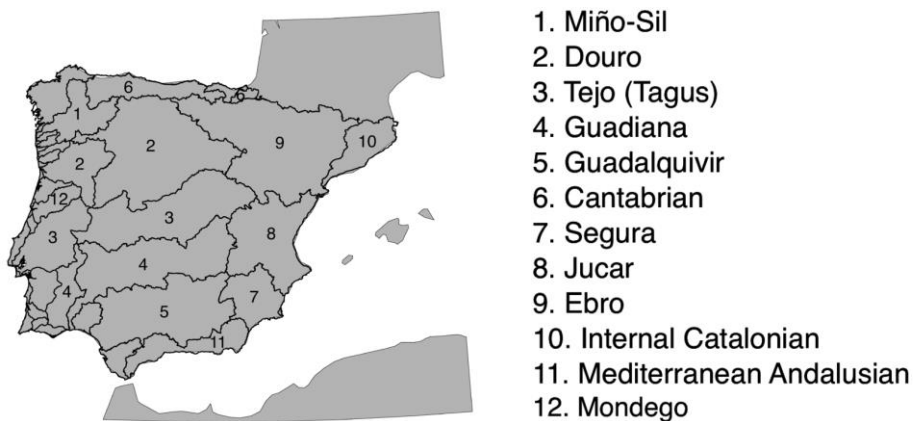 1. Miño-Sil
2. Douro
3. Tejo (Tagus)
4. Guadiana
5. Guadalquivir
6. Cantabrian
7. Segura
8. Jucar
9. Ebro
10. Internal Catalonian
11. Mediterranean Andalusian
12. Mondego
6
6
1
2
9
10
2
12
3
3
8
4
4
7
5
11